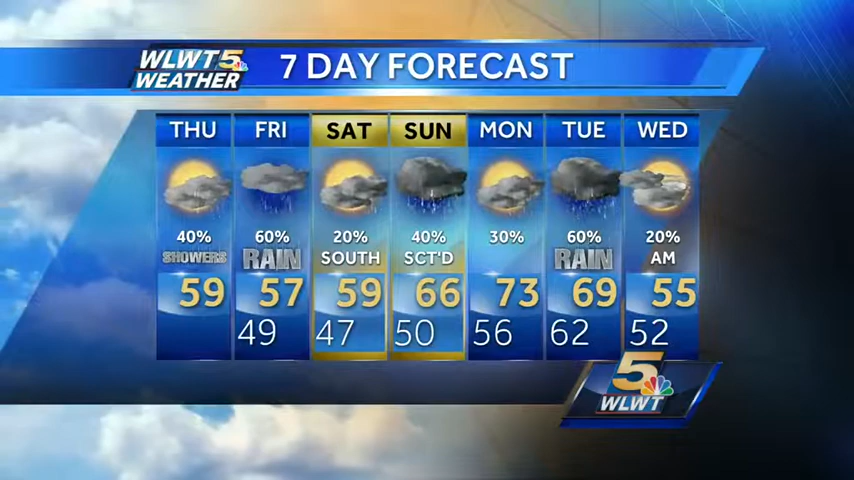 WLWT 5
WEATHER
7 DAY FORECAST
THU FRI SAT SUN MON TUE WED
40% 60% 20% 40% 30% 60% 20%
SHOWERS RAIN SOUTH SCT'D RAIN AM
59 57 59 66 73 69 55
49 47 50 56 62 52
5
WLWT